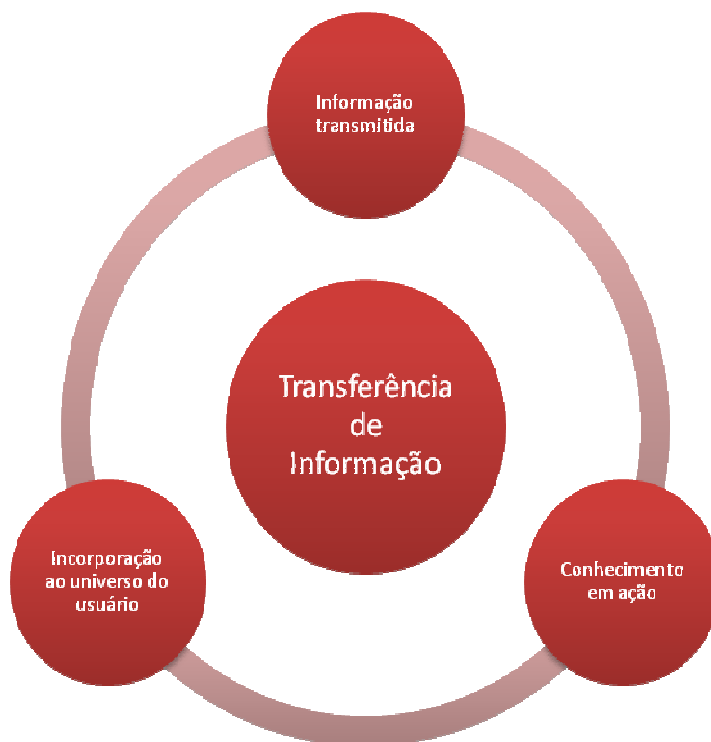 Informação
transmitida
Transferência
de
Informação
Incorporação
ao universo do
usuário
Conhecimento
em ação